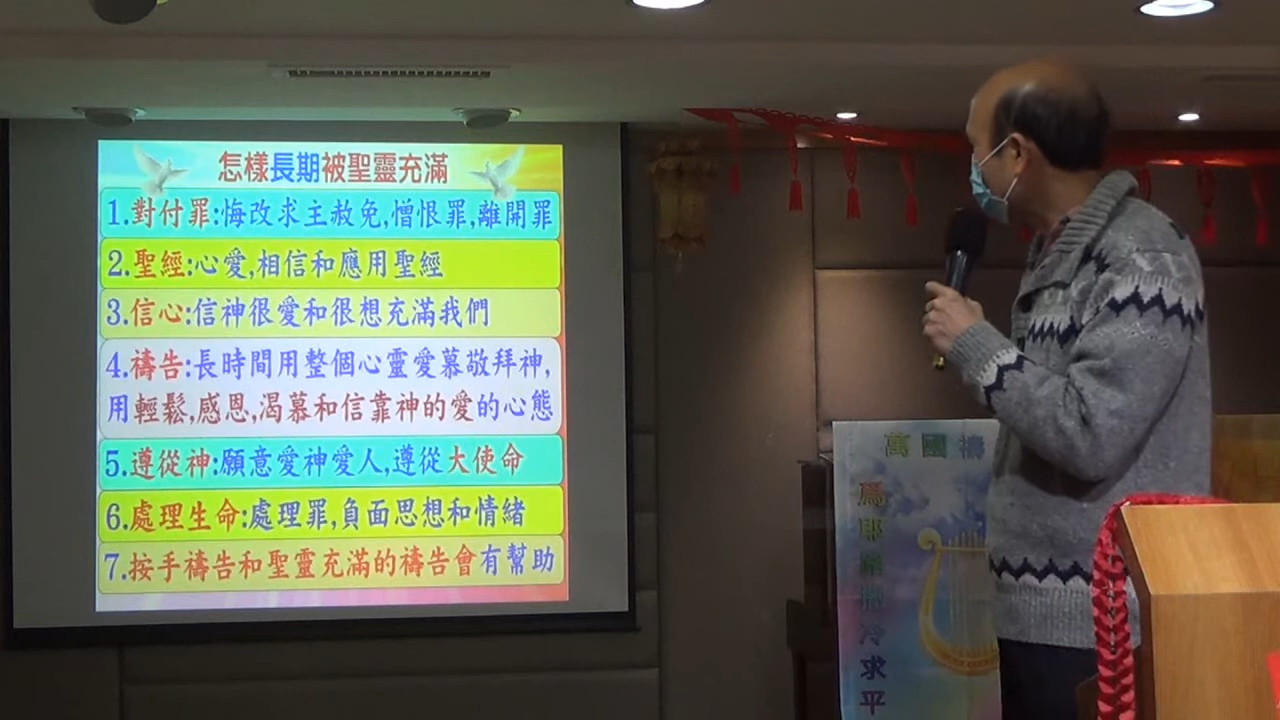 怎樣長期被聖靈充滿
1.對付罪:悔改求主赦免,憎恨罪,離開罪
2.聖經:心愛,相信和應用聖經
3.信心:信神很愛和很想充滿我們
4.禱告:長時間用整個心靈愛慕敬拜神,
用輕鬆,感恩,渴慕和信靠神的愛的心態
5.遵從神:願意愛神愛人,遵從大使命
6.處理生命:處理罪,負面思想和情緒
7.按手禱告和聖靈充滿的禱告會有幫助
萬國禱
求平